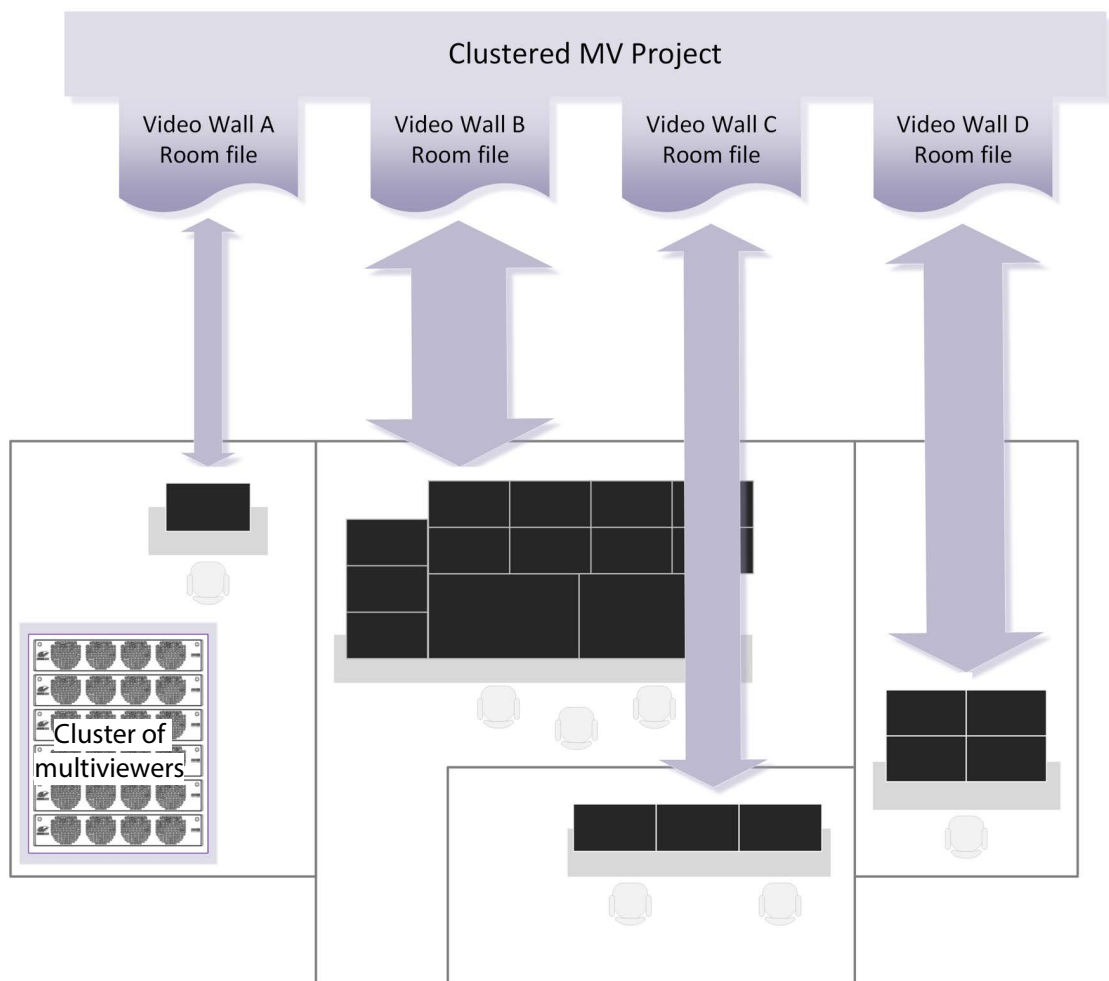 Clustered MV Project
Video Wall A
Room file
Video Wall B
Room file
Video Wall C
Room file
Video Wall D
Room file
Cluster of
multiviewers